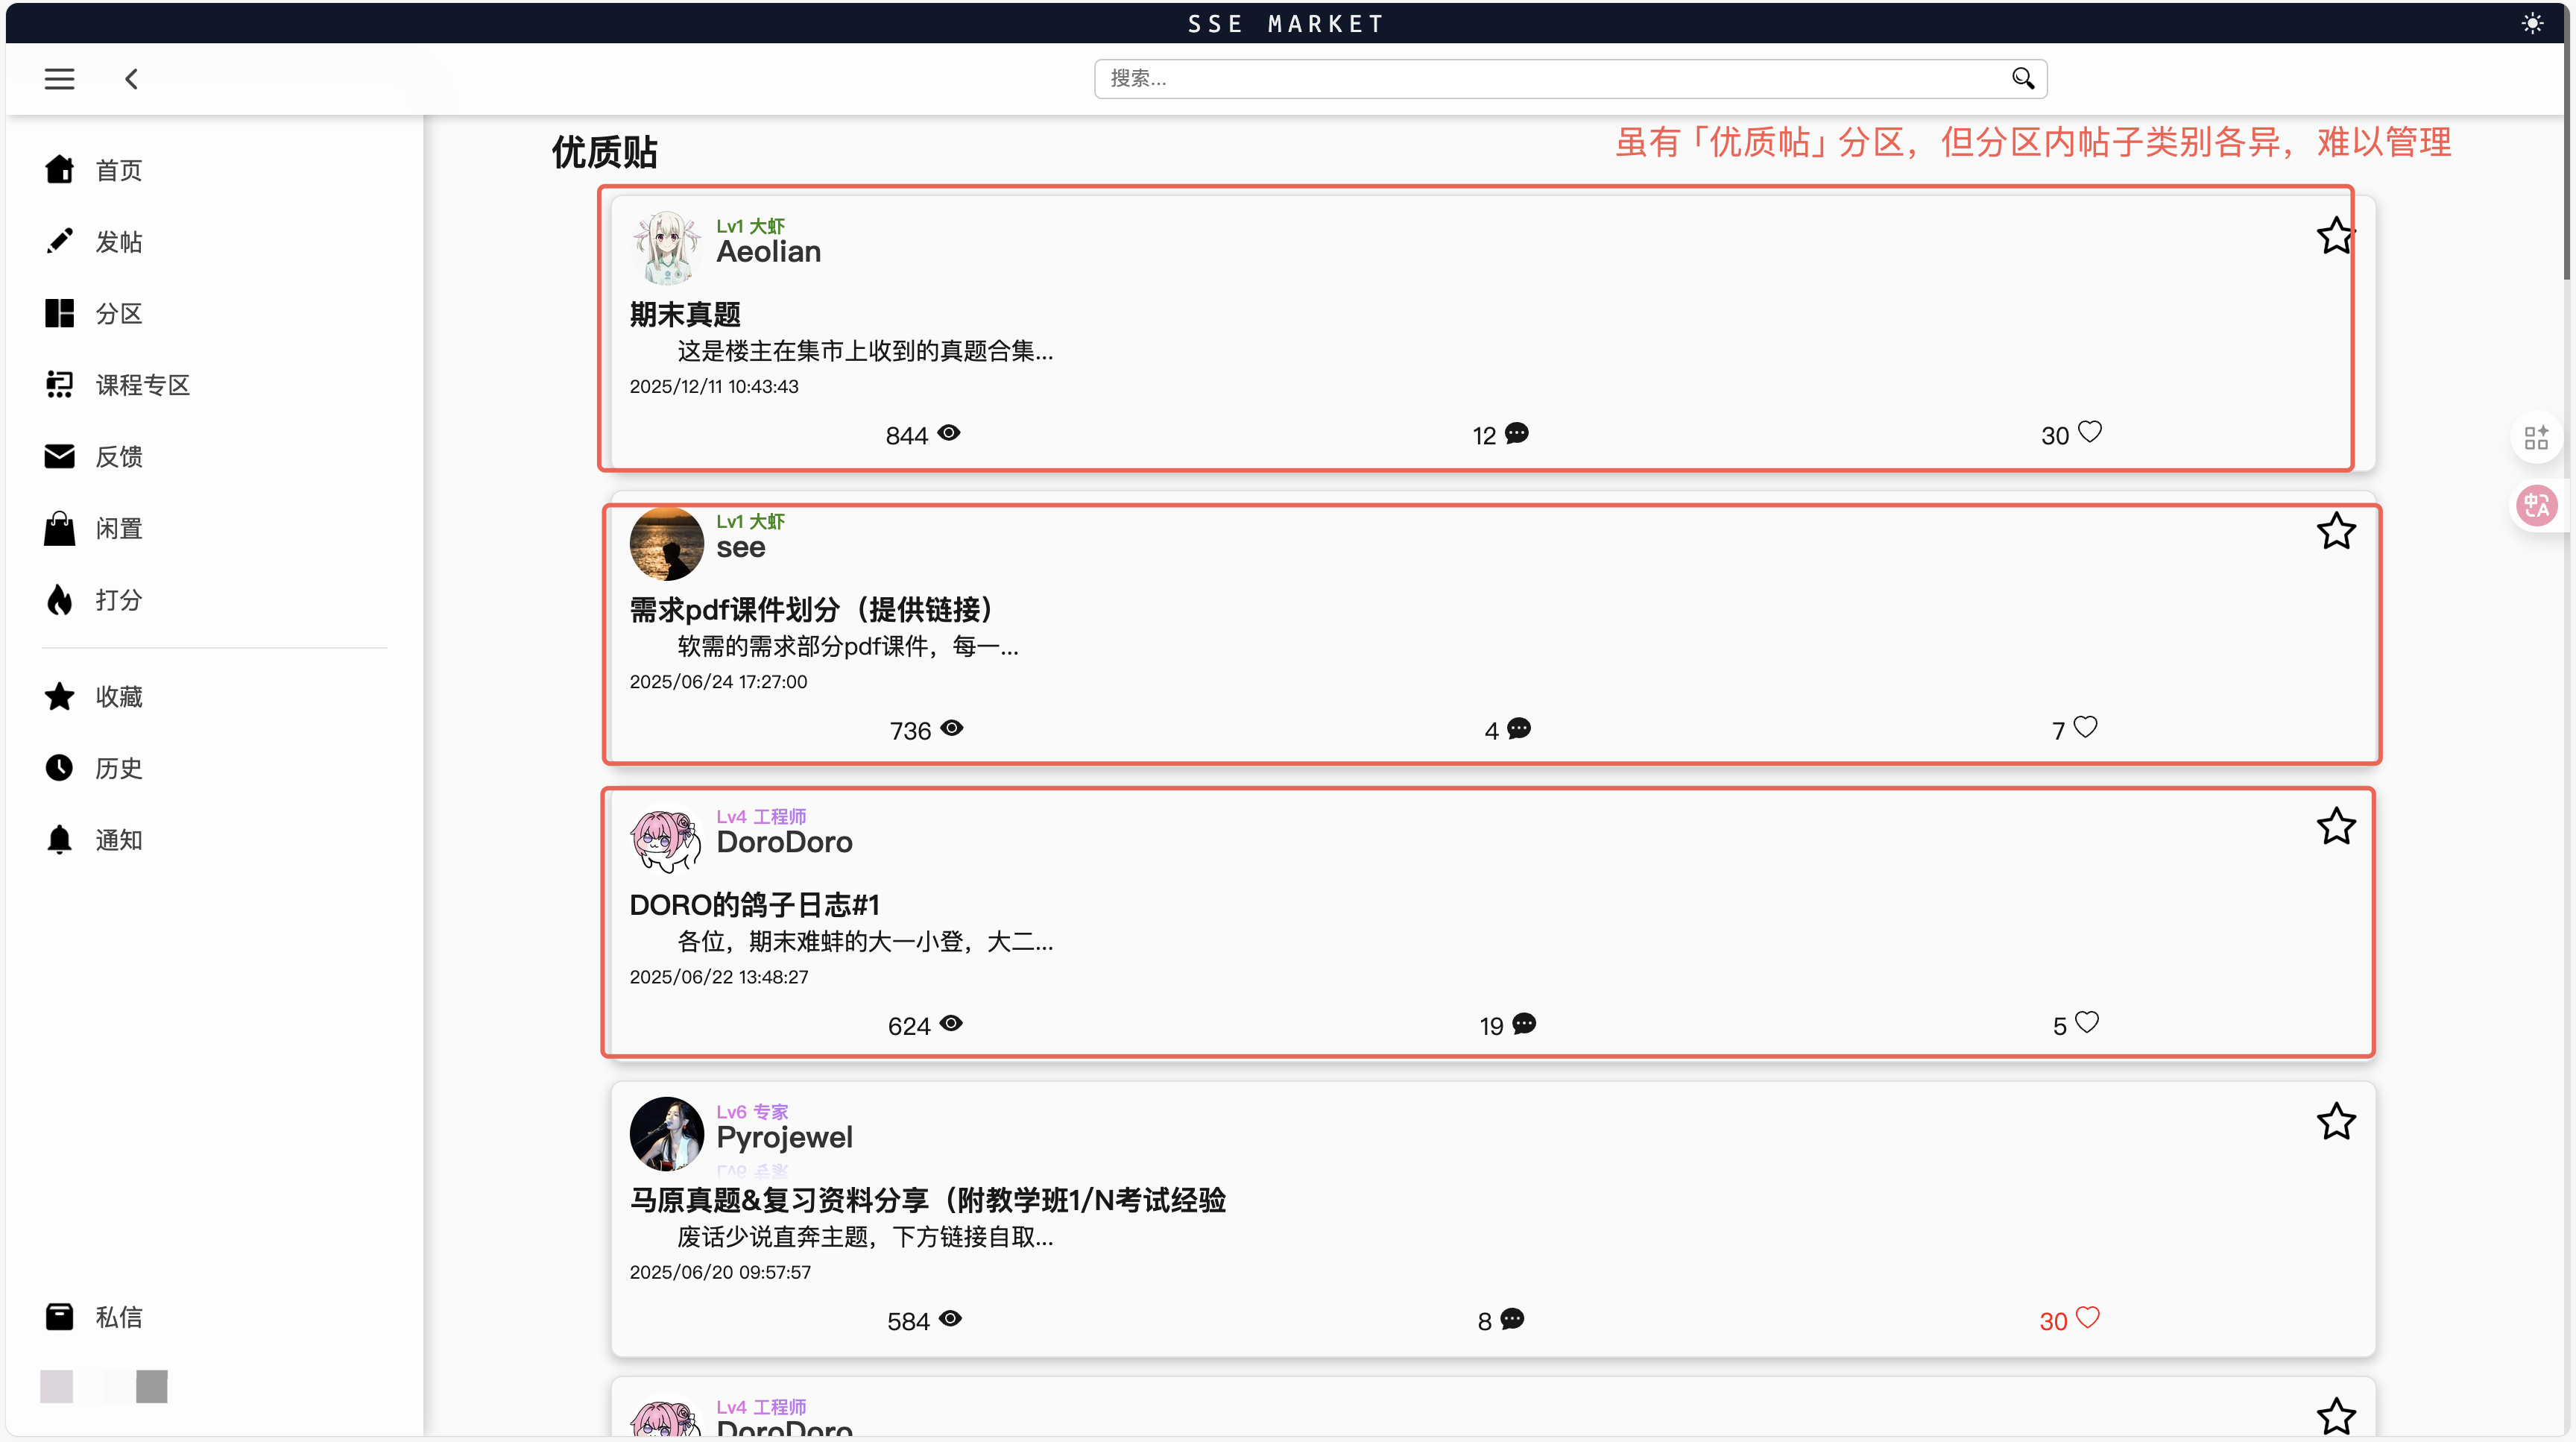 SSE MARKET
搜索...
首页
发帖
分区
课程专区
反馈
闲置
打分
收藏
历史
通知
私信
优质贴
虽有「优质帖」分区，但分区内帖子类别各异，难以管理
Lv1 大虾
Aeolian
期末真题
这是楼主在集市上收到的真题合集...
2025/12/11 10:43:43
844
12
30
Lv1 大虾
see
需求pdf课件划分（提供链接）
软需的需求部分pdf课件，每一...
2025/06/24 17:27:00
736
4
7
Lv4 工程师
DoroDoro
DORO的鸽子日志#1
各位，期末难蚌的大一小登，大二...
2025/06/22 13:48:27
624
19
5
Lv6 专家
Pyrojewel
马原真题&复习资料分享（附教学班1/N考试经验
废话少说直奔主题，下方链接自取...
2025/06/20 09:57:57
584
8
30
Lv4 工程师
DoroDoro
中A